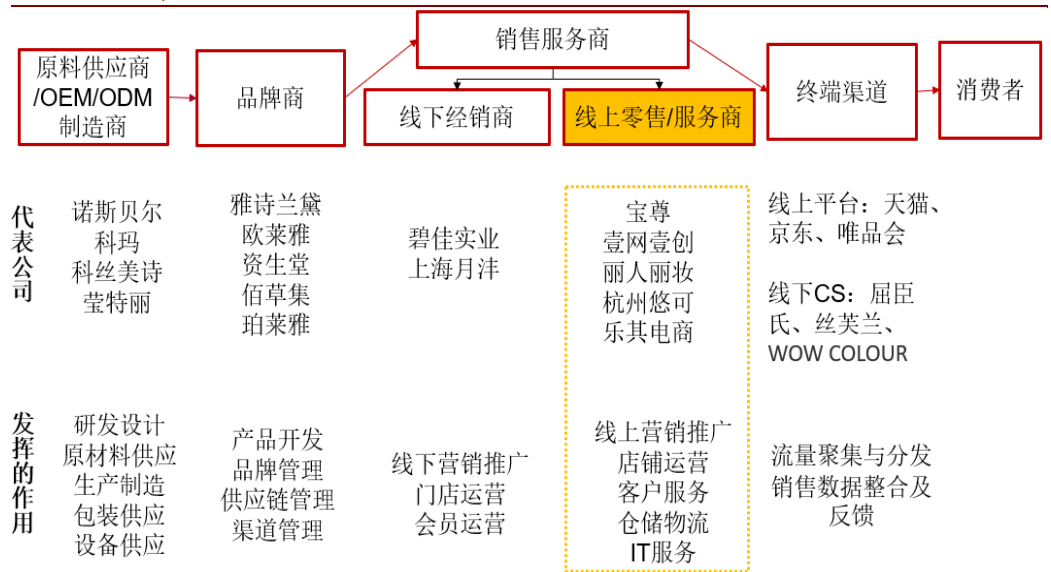 销售服务商
原料供应商
/OEM/ODM
制造商
品牌商
线下经销商
线上零售/服务商
终端渠道
消费者
代表公司
诺斯贝尔
科玛
科丝美诗
莹特丽
雅诗兰黛
欧莱雅
资生堂
佰草集
珀莱雅
碧佳实业
上海月沣
宝尊
壹网壹创
丽人丽妆
杭州悠可
乐其电商
线上平台：天猫、
京东、唯品会
线下CS：屈臣
氏、丝芙兰、
WOW COLOUR
发挥的作用
研发设计
原材料供应
生产制造
包装供应
设备供应
产品开发
品牌管理
供应链管理
渠道管理
线下营销推广
门店运营
会员运营
线上营销推广
店铺运营
客户服务
仓储物流
IT服务
流量聚集与分发
销售数据整合及
反馈